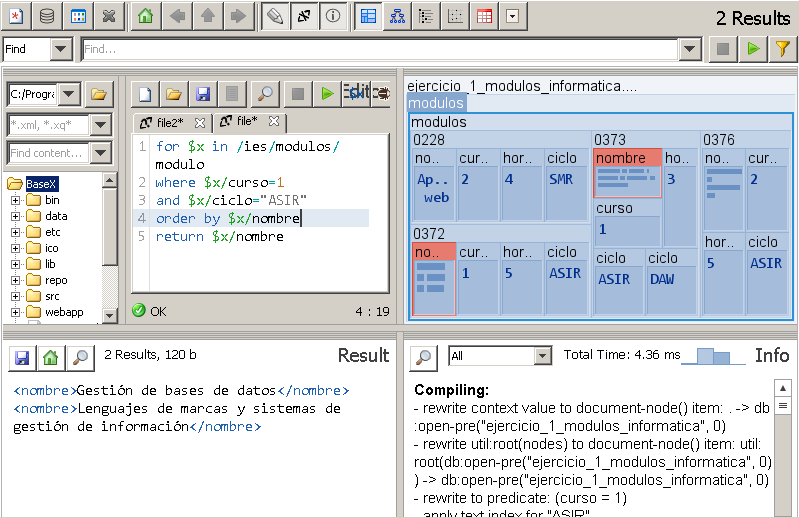 2 Results
Find
Find...
C:/Progra
*.xml, *.xq*
Find content...
BaseX
bin
data
etc
ico
lib
repo
src
webapp
Editor
file2*
file*
1 for $x in /ies/modulos/
modulo
2 where $x/curso=1
3 and $x/ciclo="ASIR"
4 order by $x/nombre
5 return $x/nombre
OK
4 : 19
ejercicio_1_modulos_informatica....
modulos
modulos
0228
no.. cur.. hor.. ciclo
Ap.. 2 4 SMR
web
0373
nombre ho..
3
curso
1
ciclo ciclo
ASIR DAW
0376
no.. cur..
2
hor.. ciclo
5 ASIR
0372
no.. cur.. hor.. ciclo
1 5 ASIR
2 Results, 120 b
Result
<nombre>Gestión de bases de datos</nombre>
<nombre>Lenguajes de marcas y sistemas de
gestión de información</nombre>
All
Total Time: 4.36 ms
Info
Compiling:
- rewrite context value to document-node() item: . -> db
:open-pre("ejercicio_1_modulos_informatica", 0)
- rewrite util:root(nodes) to document-node() item: util:
root(db:open-pre("ejercicio_1_modulos_informatica", 0)
) -> db:open-pre("ejercicio_1_modulos_informatica", 0)
- rewrite to predicate: (curso = 1)
- apply text index for "ASIR"